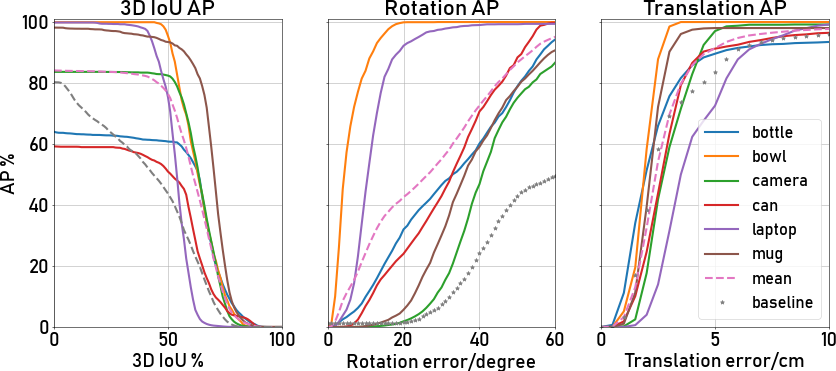 3D IoU AP
Rotation AP
Translation AP
AP %
100
80
60
40
20
0
0 50 100
0 20 40 60
0 5 10
3D IoU %
Rotation error/degree
Translation error/cm
bottle
bowl
camera
can
laptop
mug
mean
baseline